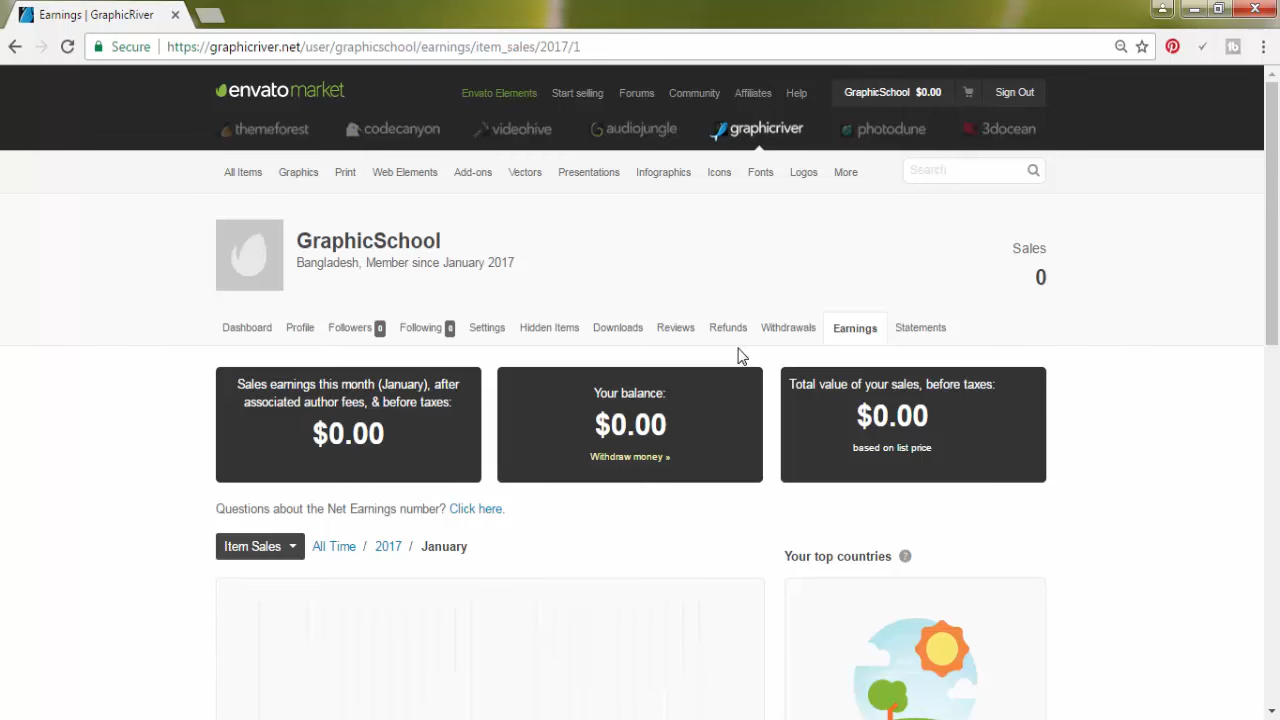 Earnings | GraphicRiver
Secure https://graphicriver.net/user/graphicschool/earnings/item_sales/2017/1
envatomarket
Envato Elements Start selling Forums Community Affiliates Help GraphicSchool $0.00 Sign Out
themeforest codecanyon videohive audiojungle graphicriver photodune 3docean
All Items Graphics Print Web Elements Add-ons Vectors Presentations Infographics Icons Fonts Logos More Search
GraphicSchool
Bangladesh, Member since January 2017
Sales
0
Dashboard Profile Followers 0 Following 0 Settings Hidden Items Downloads Reviews Refunds Withdrawals Earnings Statements
Sales earnings this month (January), after
associated author fees, & before taxes:
$0.00
Your balance:
$0.00
Withdraw money »
Total value of your sales, before taxes:
$0.00
based on list price
Questions about the Net Earnings number? Click here.
Item Sales All Time / 2017 / January
Your top countries ?